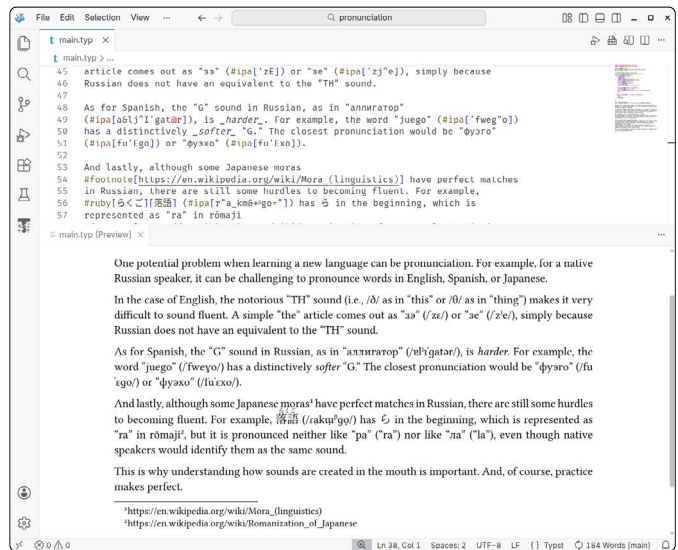 File Edit Selection View ··· ← → pronunciation
t main.typ ×
t main.typ > ...
45 article comes out as "зэ" (#ipa['zE]) or "зе" (#ipa['zj^e]), simply because
46 Russian does not have an equivalent to the "TH" sound.
47
48 As for Spanish, the "G" sound in Russian, as in "аллигатор"
49 (#ipa[aGlj^I'gat@r]), is _harder_. For example, the word "juego" (#ipa['fweg"o])
50 has a distinctively _softer_ "G." The closest pronunciation would be "фуэго"
51 (#ipa[fu'Ego]) or "фуэхо" (#ipa[fu'Exo]).
52
53 And lastly, although some Japanese moras
54 #footnote[https://en.wikipedia.org/wiki/Mora_(linguistics)] have perfect matches
55 in Russian, there are still some hurdles to becoming fluent. For example,
56 #ruby[らくご][落語] has ら in the beginning, which is
57 represented as "ra" in rōmaji
main.typ (Preview) × ···
One potential problem when learning a new language can be pronunciation. For example, for a native
Russian speaker, it can be challenging to pronounce words in English, Spanish, or Japanese.
In the case of English, the notorious “TH” sound (i.e., /ð/ as in “this” or /θ/ as in “thing”) makes it very
difficult to sound fluent. A simple “the” article comes out as “зэ” (/ˈzɛ/) or “зе” (/ˈzʲe/), simply because
Russian does not have an equivalent to the “TH” sound.
As for Spanish, the “G” sound in Russian, as in “аллигатор” (/ɐlʲɪˈgatər/), is harder. For example, the
word “juego” (/ˈfweɣo/) has a distinctively softer “G.” The closest pronunciation would be “фуэго” (/fu
ˈɛgo/) or “фуэхо” (/fuˈɛxo/).
And lastly, although some Japanese moras¹ have perfect matches in Russian, there are still some hurdles
らくご
to becoming fluent. For example, 落語 has ら in the beginning, which is represented as
“ra” in rōmaji², but it is pronounced neither like “ра” (“ra”) nor like “ла” (“la”), even though native
speakers would identify them as the same sound.
This is why understanding how sounds are created in the mouth is important. And, of course, practice
makes perfect.
¹https://en.wikipedia.org/wiki/Mora_(linguistics)
²https://en.wikipedia.org/wiki/Romanization_of_Japanese
0 0 Ln 38, Col 1 Spaces: 2 UTF-8 LF { } Typst 184 Words [main]